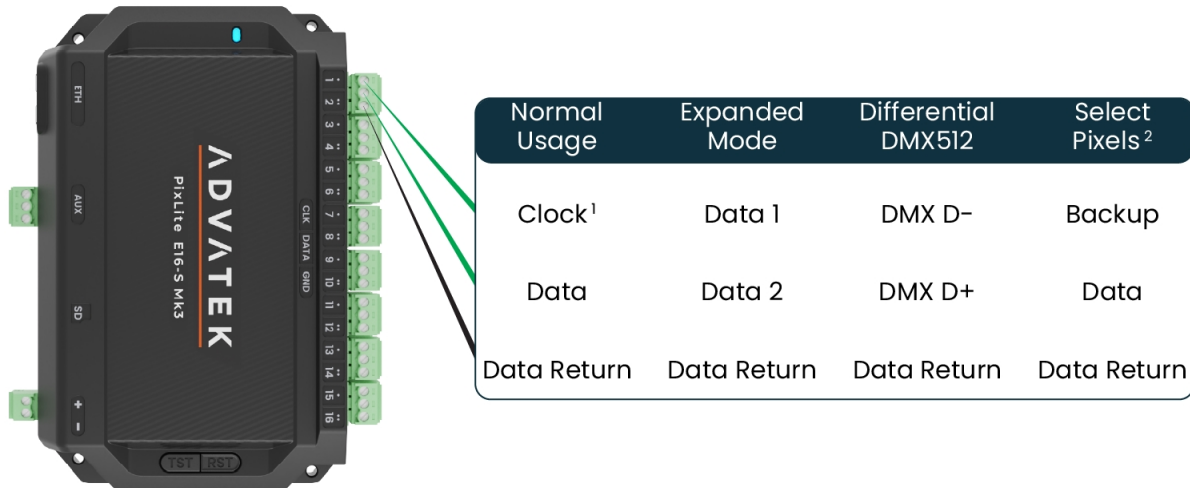 ETH
AUX
SD
+ -
ADVATEK
PixLite E16-S Mk3
CLK DATA GND
1
2
3
4
5
6
7
8
9
10
11
12
13
14
15
16
TST RST
Normal Usage
Expanded Mode
Differential DMX512
Select Pixels 2
Clock 1
Data 1
DMX D-
Backup
Data
Data 2
DMX D+
Data
Data Return
Data Return
Data Return
Data Return